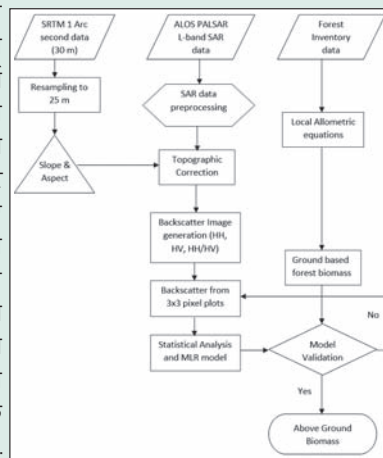 SRTM 1 Arc
second data
(30 m)
ALOS PALSAR
L-band SAR
data
Forest
Inventory
data
Resampling to
25 m
SAR data
preprocessing
Local Allometric
equations
Slope &
Aspect
Topographic
Correction
Backscatter Image
generation (HH,
HV, HH/HV)
Ground based
forest biomass
Backscatter from
3x3 pixel plots
No
Statistical Analysis
and MLR model
Model
Validation
Yes
Above Ground
Biomass